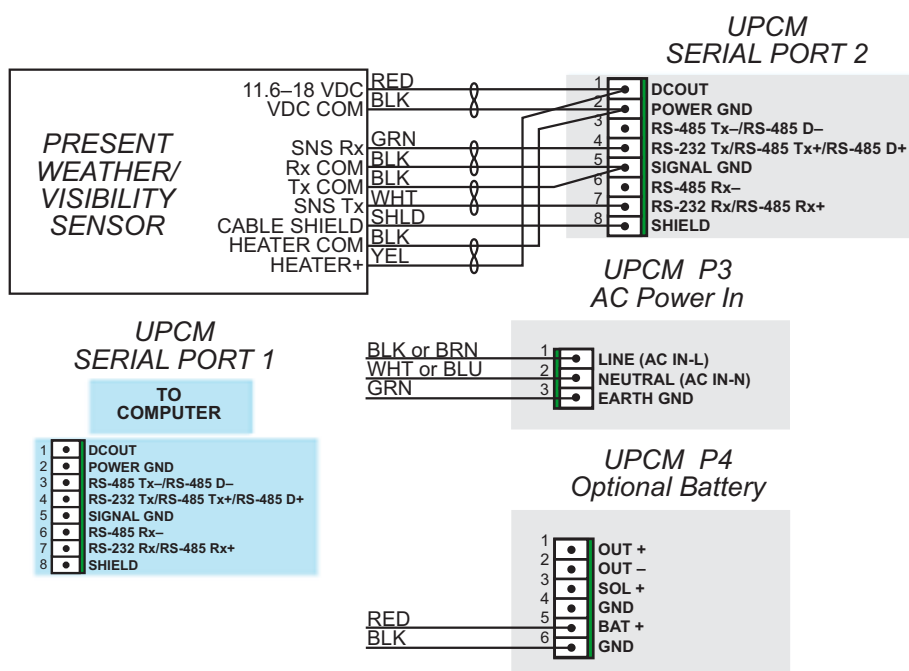 UPCM
SERIAL PORT 2
PRESENT
WEATHER/
VISIBILITY
SENSOR
11.6–18 VDC RED
VDC COM BLK
SNS Rx GRN
Rx COM BLK
Tx COM BLK
SNS Tx WHT
CABLE SHIELD SHLD
HEATER COM BLK
HEATER+ YEL
1 DCOUT
2 POWER GND
3 RS-485 Tx–/RS-485 D–
4 RS-232 Tx/RS-485 Tx+/RS-485 D+
5 SIGNAL GND
6 RS-485 Rx–
7 RS-232 Rx/RS-485 Rx+
8 SHIELD
UPCM P3
AC Power In
BLK or BRN 1 LINE (AC IN-L)
WHT or BLU 2 NEUTRAL (AC IN-N)
GRN 3 EARTH GND
UPCM
SERIAL PORT 1
TO
COMPUTER
1 DCOUT
2 POWER GND
3 RS-485 Tx–/RS-485 D–
4 RS-232 Tx/RS-485 Tx+/RS-485 D+
5 SIGNAL GND
6 RS-485 Rx–
7 RS-232 Rx/RS-485 Rx+
8 SHIELD
UPCM P4
Optional Battery
1 OUT +
2 OUT –
3 SOL +
4 GND
RED 5 BAT +
BLK 6 GND